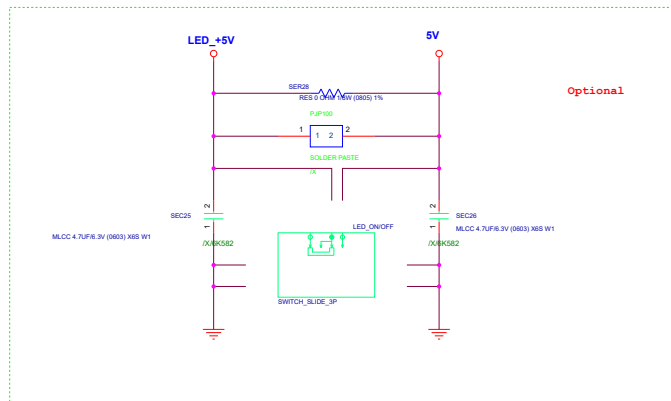 LED_+5V
5V
SER28
RES 0 OHM 1/8W (0805) 1%
Optional
PJP100
1
1 2
2
SOLDER PASTE
/X
2
SEC25
1
MLCC 4.7UF/6.3V (0603) X6S W1
/X/6K582
2
SEC26
1
MLCC 4.7UF/6.3V (0603) X6S W1
/X/6K582
LED_ON/OFF
SWITCH_SLIDE_3P